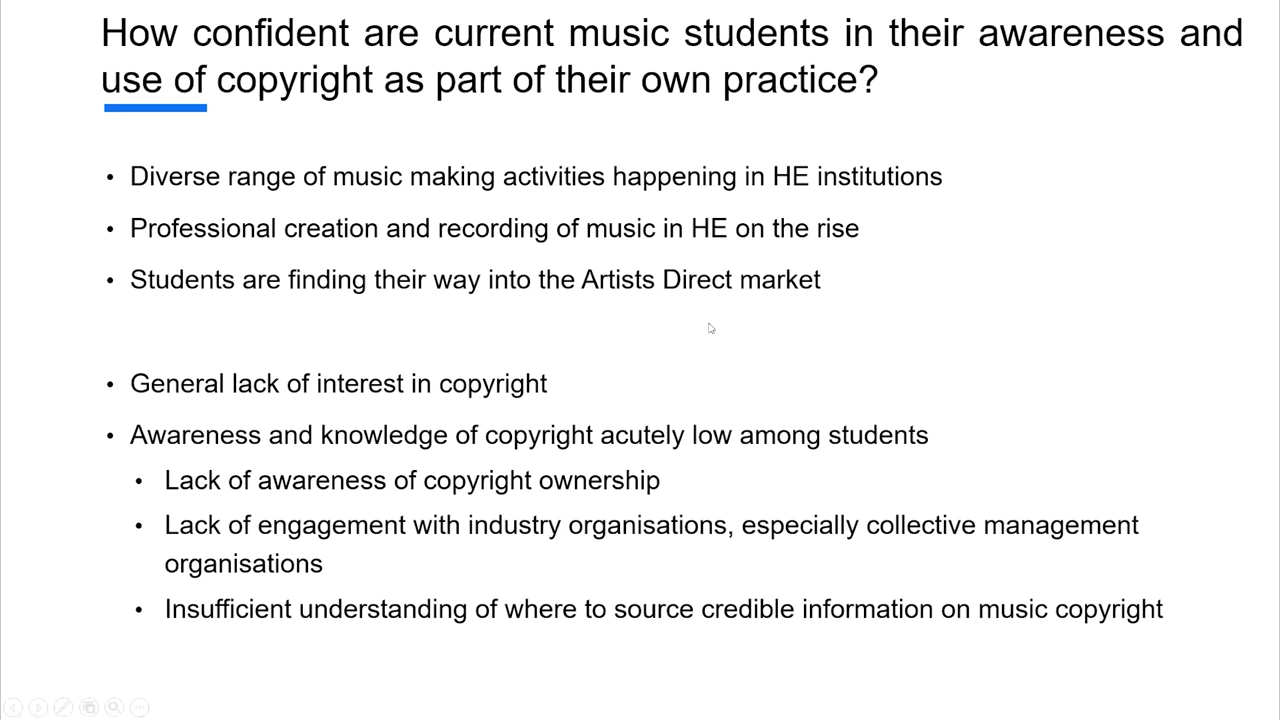 How confident are current music students in their awareness and
use of copyright as part of their own practice?
• Diverse range of music making activities happening in HE institutions
• Professional creation and recording of music in HE on the rise
• Students are finding their way into the Artists Direct market
• General lack of interest in copyright
• Awareness and knowledge of copyright acutely low among students
• Lack of awareness of copyright ownership
• Lack of engagement with industry organisations, especially collective management
organisations
• Insufficient understanding of where to source credible information on music copyright